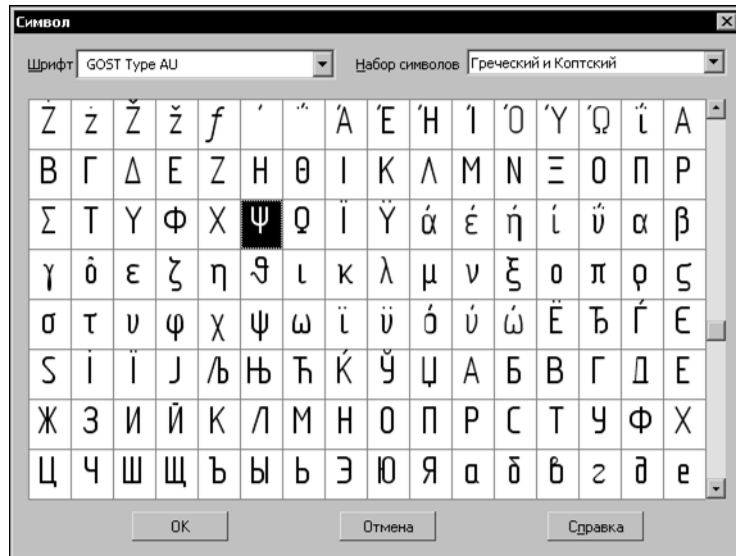 Символ
Шрифт GOST Type AU Набор символов Греческий и Коптский
Ż ż Ž ž ƒ ΄ ΅ Ά Έ Ή Ί Ό Ύ Ώ ΐ Α
Β Γ Δ Ε Ζ Η Θ Ι Κ Λ Μ Ν Ξ Ο Π Ρ
Σ Τ Υ Φ Χ Ψ Ω Ϊ Ϋ ά έ ή ί ΰ α β
γ δ ε ζ η θ ι κ λ μ ν ξ ο π ρ ς
σ τ υ φ χ ψ ω ϊ ϋ ό ύ ώ Ё Ђ Ѓ Є
Ѕ І Ї Ј Љ Њ Ћ Ќ Ў Џ А Б В Г Д Е
Ж З И Й К Л М Н О П Р С Т У Ф Х
Ц Ч Ш Щ Ъ Ы Ь Э Ю Я а б в г д е
OK Отмена Справка